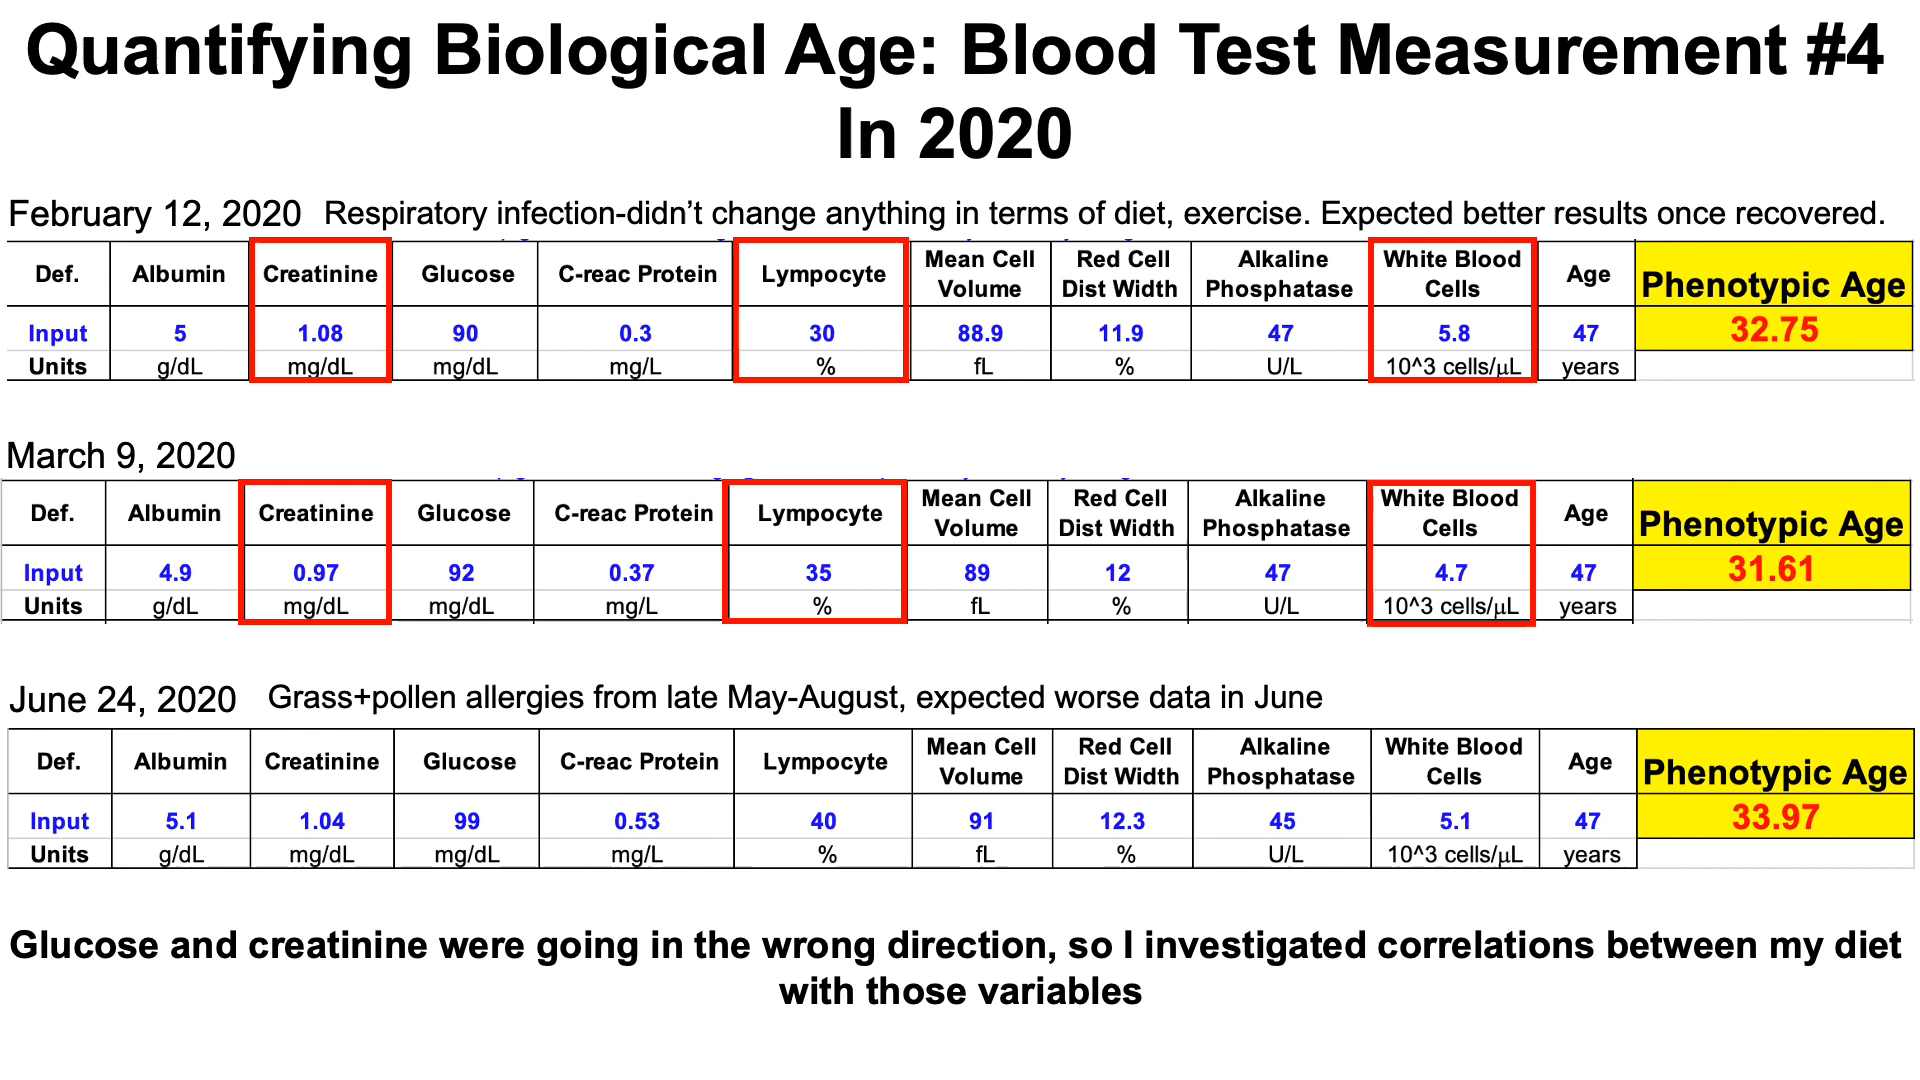 Quantifying Biological Age: Blood Test Measurement #4
In 2020
February 12, 2020 Respiratory infection-didn’t change anything in terms of diet, exercise. Expected better results once recovered.
Def. Albumin Creatinine Glucose C-reac Protein Lympocyte Mean Cell Volume Red Cell Dist Width Alkaline Phosphatase White Blood Cells Age Phenotypic Age
Input 5 1.08 90 0.3 30 88.9 11.9 47 5.8 47 32.75
Units g/dL mg/dL mg/dL mg/L % fL % U/L 10^3 cells/μL years
March 9, 2020
Def. Albumin Creatinine Glucose C-reac Protein Lympocyte Mean Cell Volume Red Cell Dist Width Alkaline Phosphatase White Blood Cells Age Phenotypic Age
Input 4.9 0.97 92 0.37 35 89 12 47 4.7 47 31.61
Units g/dL mg/dL mg/dL mg/L % fL % U/L 10^3 cells/μL years
June 24, 2020 Grass+pollen allergies from late May-August, expected worse data in June
Def. Albumin Creatinine Glucose C-reac Protein Lympocyte Mean Cell Volume Red Cell Dist Width Alkaline Phosphatase White Blood Cells Age Phenotypic Age
Input 5.1 1.04 99 0.53 40 91 12.3 45 5.1 47 33.97
Units g/dL mg/dL mg/dL mg/L % fL % U/L 10^3 cells/μL years
Glucose and creatinine were going in the wrong direction, so I investigated correlations between my diet
with those variables